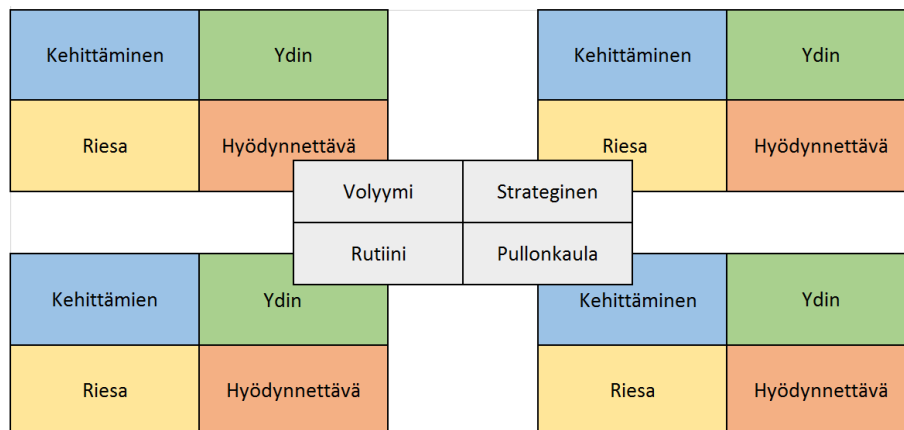 Kehittäminen
Ydin
Kehittäminen
Ydin
Riesa
Hyödynnettävä
Riesa
Hyödynnettävä
Volyymi
Strateginen
Rutiini
Pullonkaula
Kehittämien
Ydin
Kehittäminen
Ydin
Riesa
Hyödynnettävä
Riesa
Hyödynnettävä